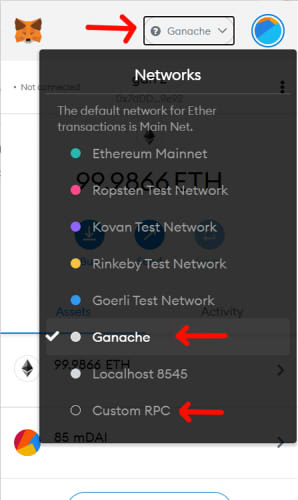 Ganache
Networks
Not connected
The default network for Ether
transactions is Main Net.
Ethereum Mainnet
99.9866 ETH
Ropsten Test Network
Kovan Test Network
Rinkeby Test Network
Goerli Test Network
Assets
Activity
Ganache
99.9866 ETH
Localhost 8545
Custom RPC
85 mDAI